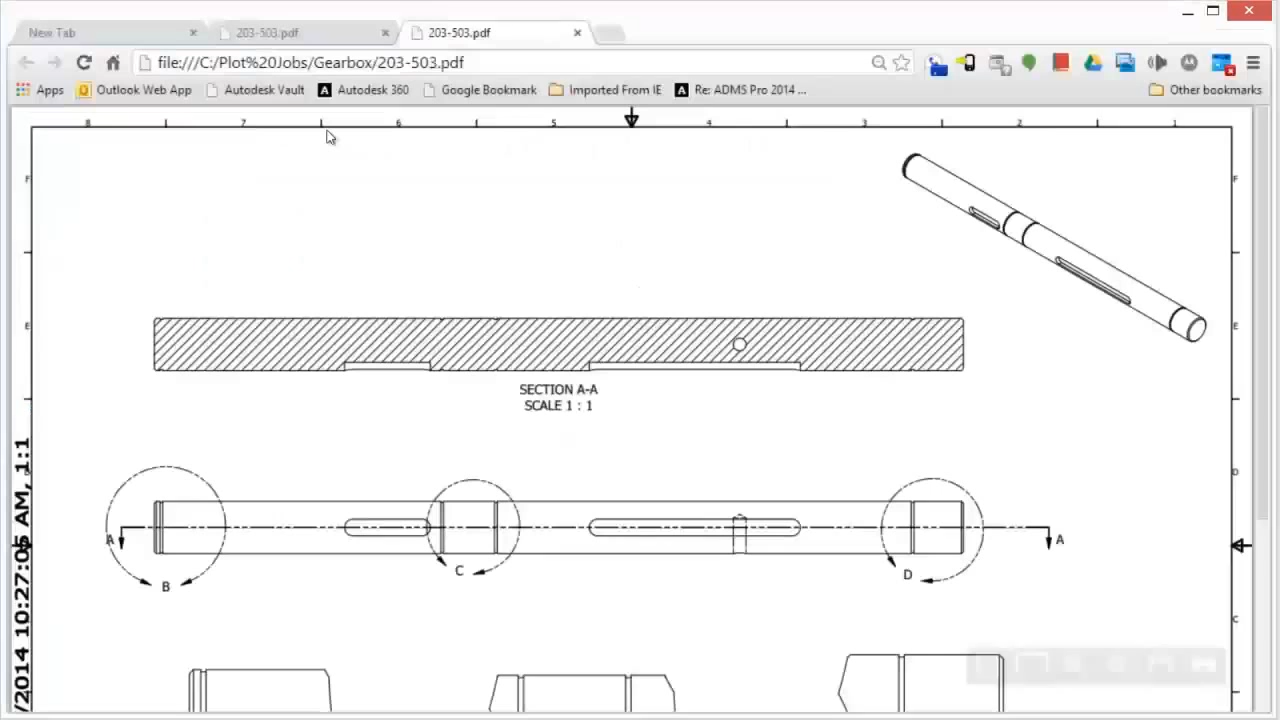 New Tab
203-503.pdf
203-503.pdf
file:///C:/Plot%20Jobs/Gearbox/203-503.pdf
Apps
Outlook Web App
Autodesk Vault
A
Autodesk 360
Google Bookmark
Imported From IE
A
Re: ADMS Pro 2014 ...
Other bookmarks
8 7 6 5 4 3 2 1
F
F
E
E
SECTION A-A
SCALE 1 : 1
D
D
A
A
B
C
D
C
/2014 10:27:05 AM, 1:1